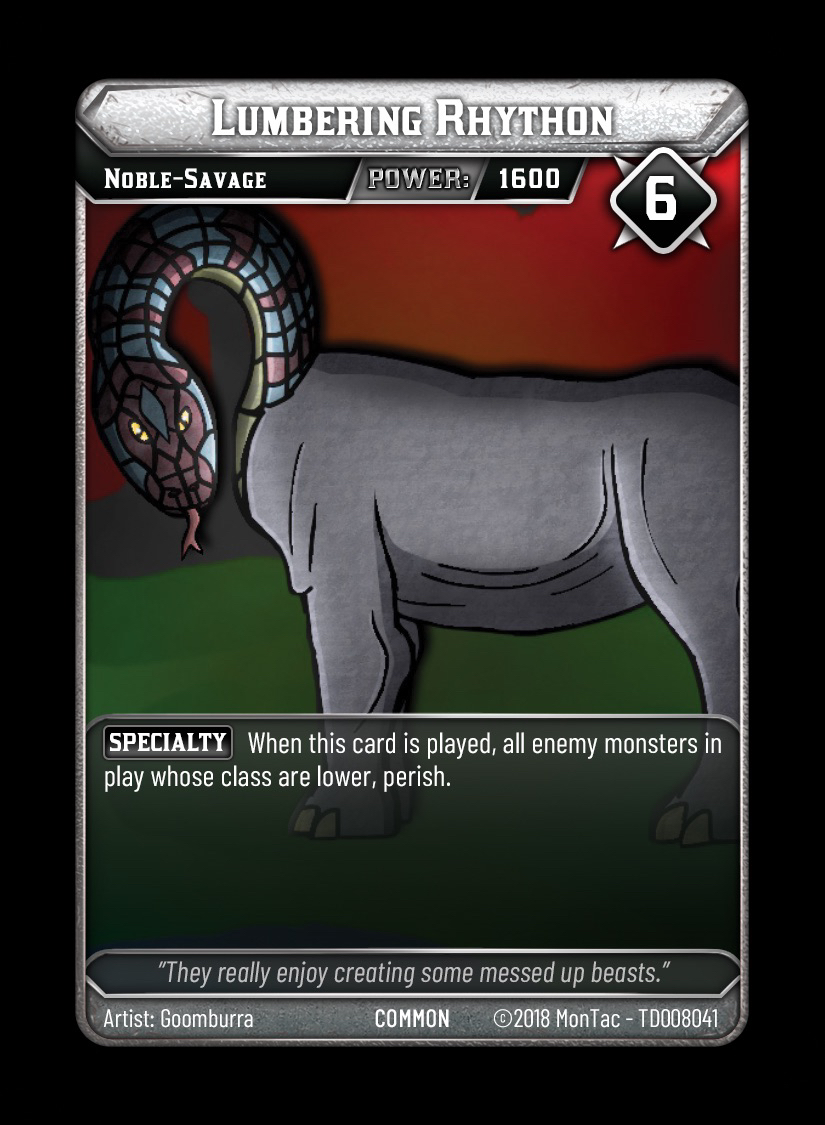 Lumbering Rhython
Noble-Savage POWER: 1600 6
SPECIALTY When this card is played, all enemy monsters in
play whose class are lower, perish.
"They really enjoy creating some messed up beasts."
Artist: Goomburra COMMON ©2018 MonTac - TD008041